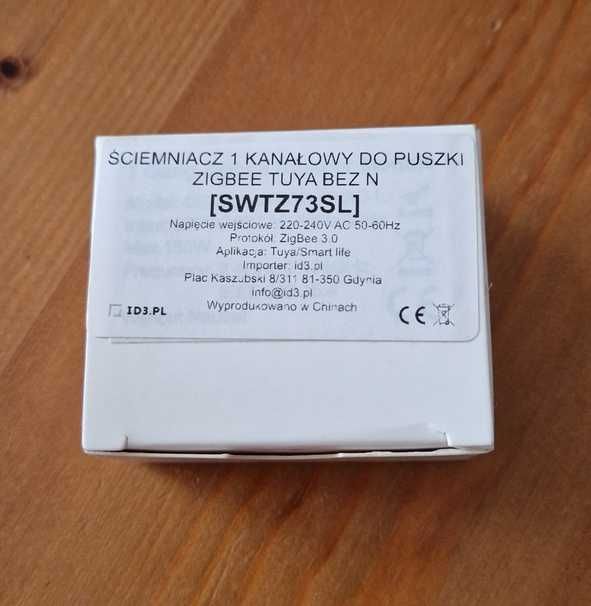 ŚCIEMNIACZ 1 KANAŁOWY DO PUSZKI
ZIGBEE TUYA BEZ N
[SWTZ73SL]
Napięcie wejściowe: 220-240V AC 50-60Hz
Protokół: ZigBee 3.0
Aplikacja: Tuya/Smart life
Importer: id3.pl
Plac Kaszubski 8/311 81-350 Gdynia
info@id3.pl
Wyprodukowano w Chinach
ID3.PL
CE